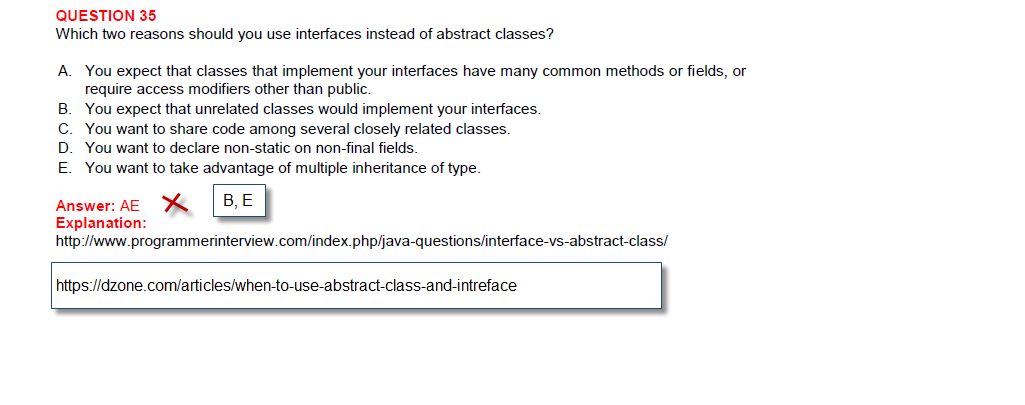 QUESTION 35
Which two reasons should you use interfaces instead of abstract classes?
A. You expect that classes that implement your interfaces have many common methods or fields, or
require access modifiers other than public.
B. You expect that unrelated classes would implement your interfaces.
C. You want to share code among several closely related classes.
D. You want to declare non-static on non-final fields.
E. You want to take advantage of multiple inheritance of type.
Answer: AE
B, E
Explanation:
http://www.programmerinterview.com/index.php/java-questions/interface-vs-abstract-class/
https://dzone.com/articles/when-to-use-abstract-class-and-intreface